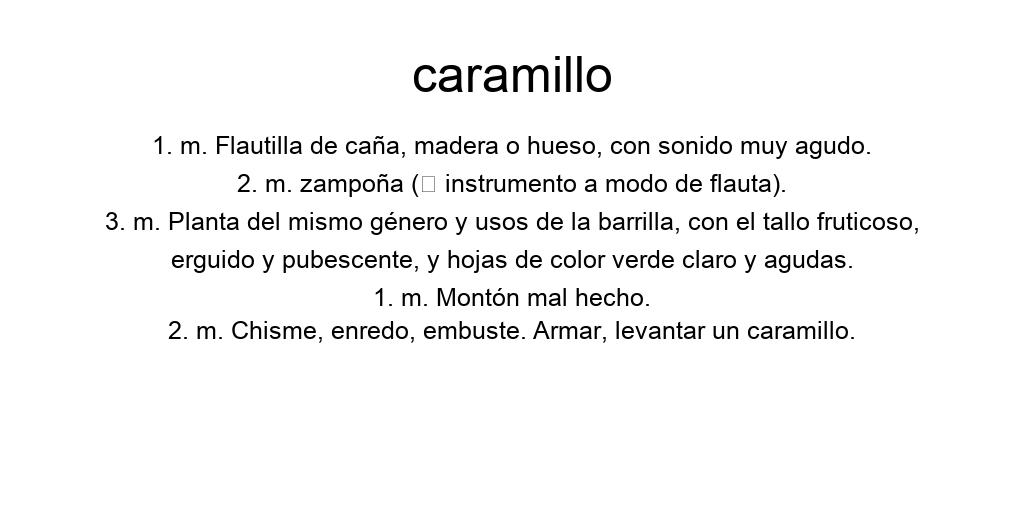 caramillo
1. m. Flautilla de caña, madera o hueso, con sonido muy agudo.
2. m. zampoña (□ instrumento a modo de flauta).
3. m. Planta del mismo género y usos de la barrilla, con el tallo fruticoso,
erguido y pubescente, y hojas de color verde claro y agudas.
1. m. Montón mal hecho.
2. m. Chisme, enredo, embuste. Armar, levantar un caramillo.